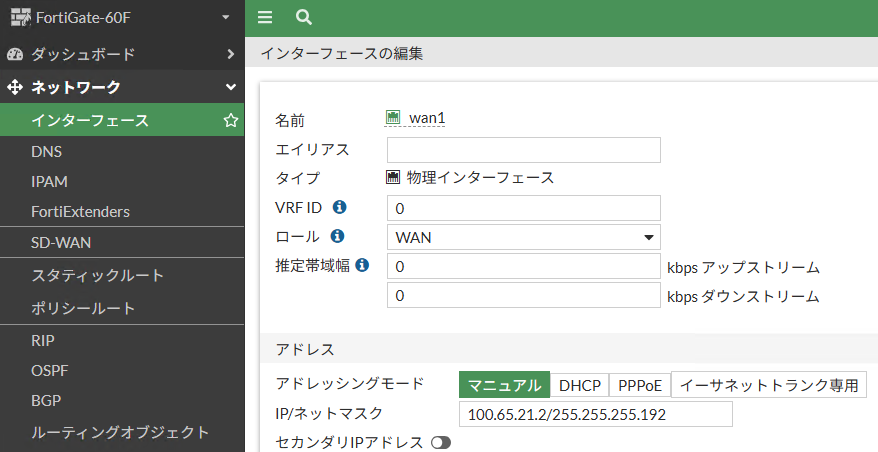 FortiGate-60F
ダッシュボード
ネットワーク
インターフェース
DNS
IPAM
FortiExtenders
SD-WAN
スタティックルート
ポリシールート
RIP
OSPF
BGP
ルーティングオブジェクト
インターフェースの編集
名前 wan1
エイリアス
タイプ 物理インターフェース
VRF ID 0
ロール WAN
推定帯域幅 0 kbps アップストリーム
0 kbps ダウンストリーム
アドレス
アドレッシングモード マニュアル DHCP PPPoE イーサネットトランク専用
IP/ネットマスク 100.65.21.2/255.255.255.192
セカンダリIPアドレス